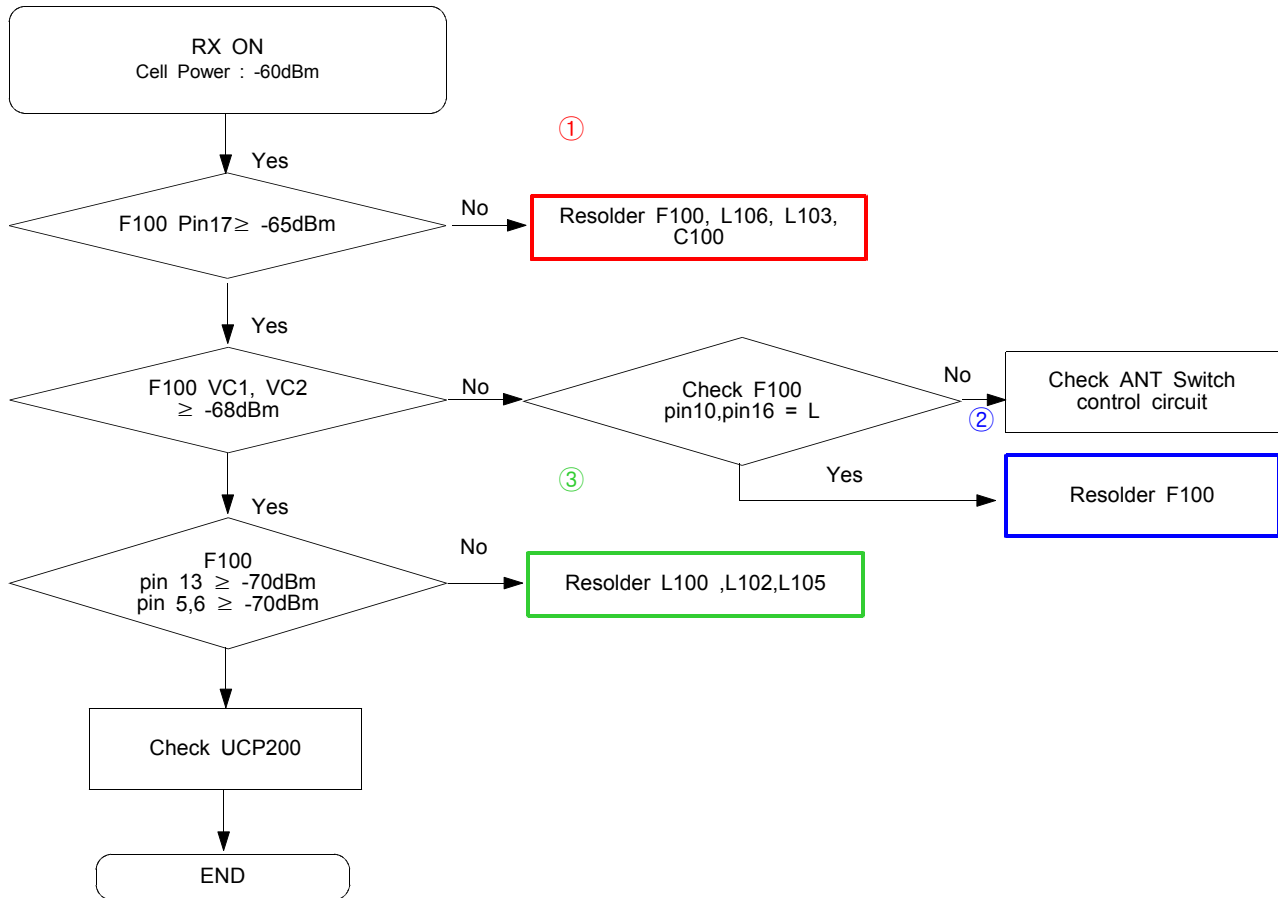 RX ON
Cell Power : -60dBm
①
Yes
F100 Pin17≥ -65dBm
No
Resolder F100, L106, L103,
C100
Yes
F100 VC1, VC2
≥ -68dBm
No
Check F100
pin10,pin16 = L
No
②
Check ANT Switch
control circuit
Yes
Resolder F100
Yes
③
F100
pin 13 ≥ -70dBm
pin 5,6 ≥ -70dBm
No
Resolder L100 ,L102,L105
Check UCP200
END